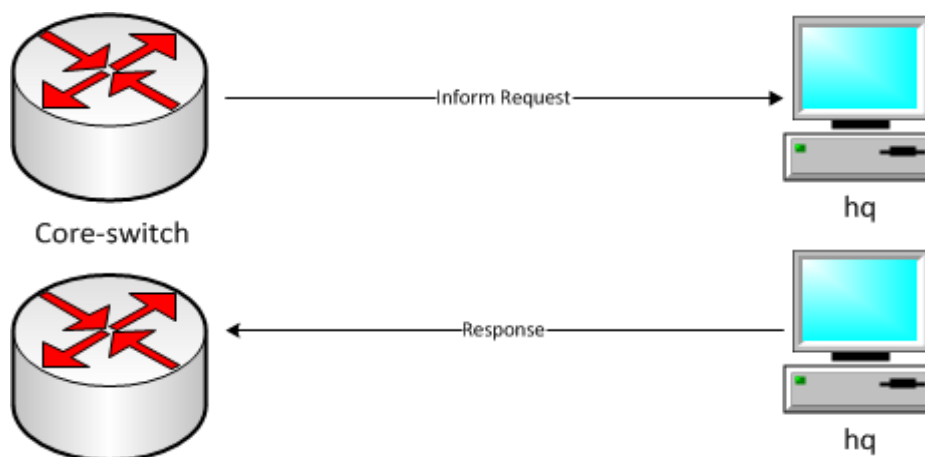 Inform Request
hq
Core-switch
Response
hq